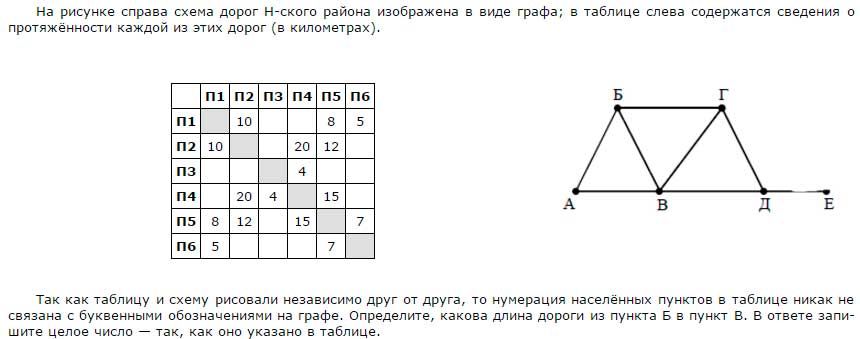 На рисунке справа схема дорог Н-ского района изображена в виде графа; в таблице слева содержатся сведения о
протяжённости каждой из этих дорог (в километрах).
П1 П2 П3 П4 П5 П6
П1 10 8 5
П2 10 20 12
П3 4
П4 20 4 15
П5 8 12 15 7
П6 5 7
Б Г
А В Д Е
Так как таблицу и схему рисовали независимо друг от друга, то нумерация населённых пунктов в таблице никак не
связана с буквенными обозначениями на графе. Определите, какова длина дороги из пункта Б в пункт В. В ответе запи-
шите целое число — так, как оно указано в таблице.